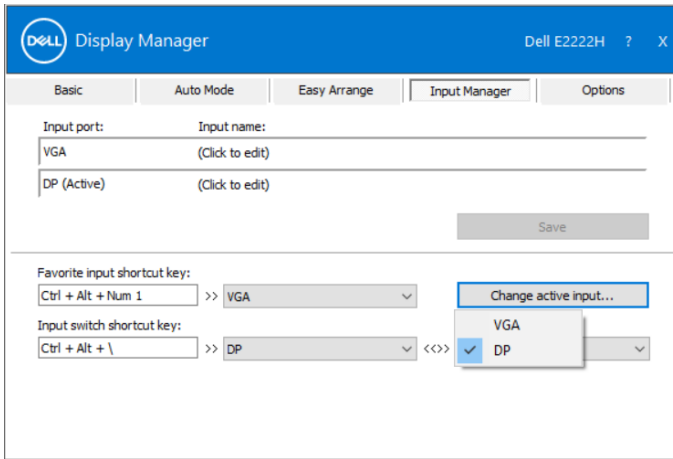 DELL Display Manager Dell E2222H ? X
Basic Auto Mode Easy Arrange Input Manager Options
Input port: Input name:
VGA (Click to edit)
DP (Active) (Click to edit)
Save
Favorite input shortcut key:
Ctrl + Alt + Num 1 >> VGA Change active input...
Input switch shortcut key:
VGA
Ctrl + Alt + \ >> DP <<>> DP